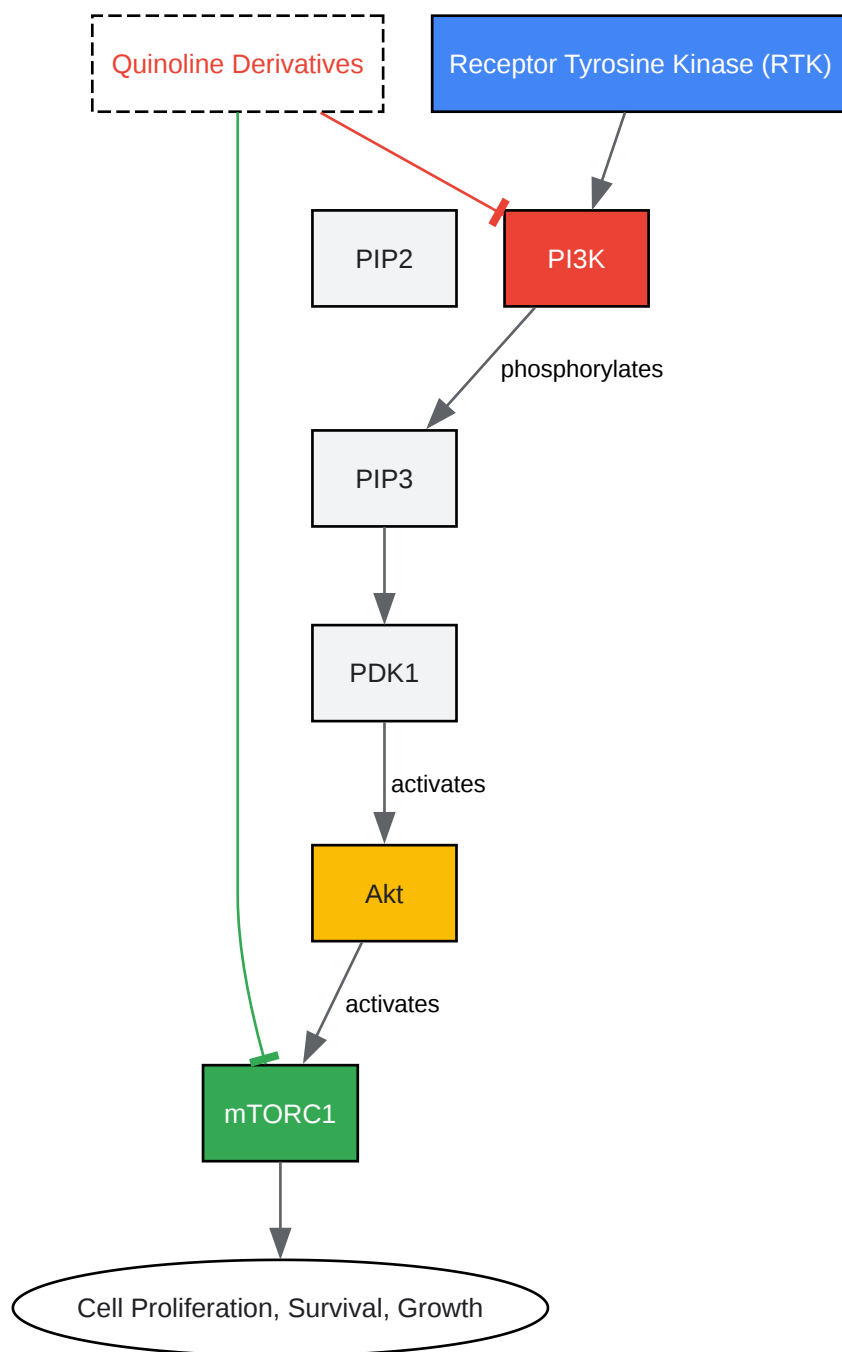 Quinoline Derivatives
Receptor Tyrosine Kinase (RTK)
PIP2
PI3K
phosphorylates
PIP3
PDK1
activates
Akt
activates
mTORC1
Cell Proliferation, Survival, Growth